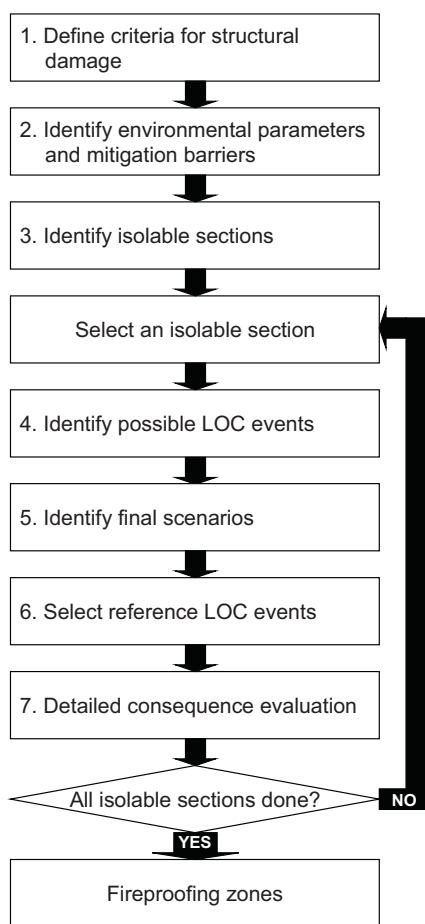 1. Define criteria for structural
damage
2. Identify environmental parameters
and mitigation barriers
3. Identify isolable sections
Select an isolable section
4. Identify possible LOC events
5. Identify final scenarios
6. Select reference LOC events
7. Detailed consequence evaluation
All isolable sections done?
NO
YES
Fireproofing zones